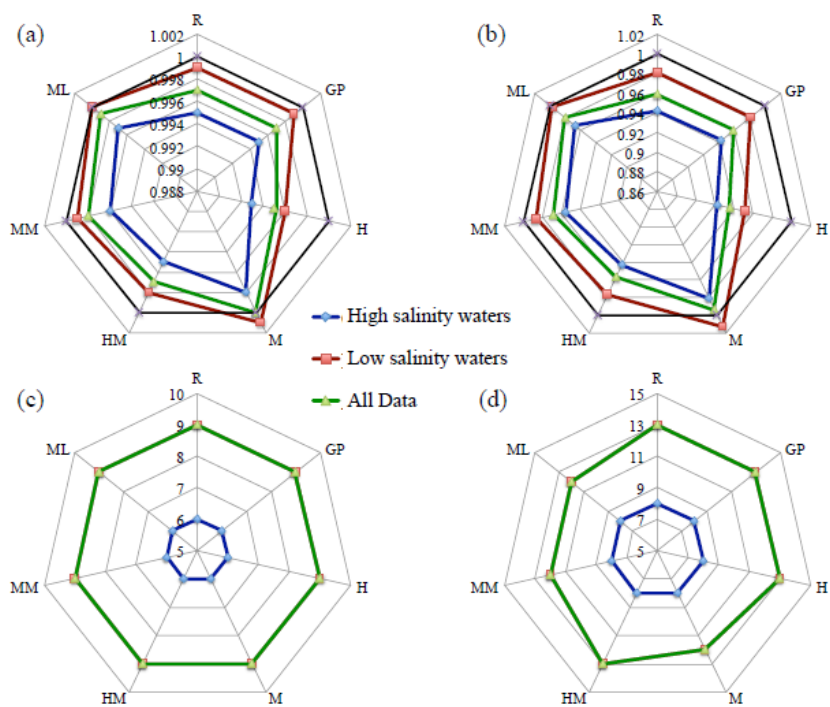 (a)
R
1.002
1
0.998
0.996
0.994
0.992
0.99
0.988
GP
H
M
HM
MM
ML
(b)
R
1.02
1
0.98
0.96
0.94
0.92
0.9
0.88
0.86
GP
H
M
HM
MM
ML
High salinity waters
Low salinity waters
All Data
(c)
R
10
9
8
7
6
5
GP
H
M
HM
MM
ML
(d)
R
15
13
11
9
7
5
GP
H
M
HM
MM
ML